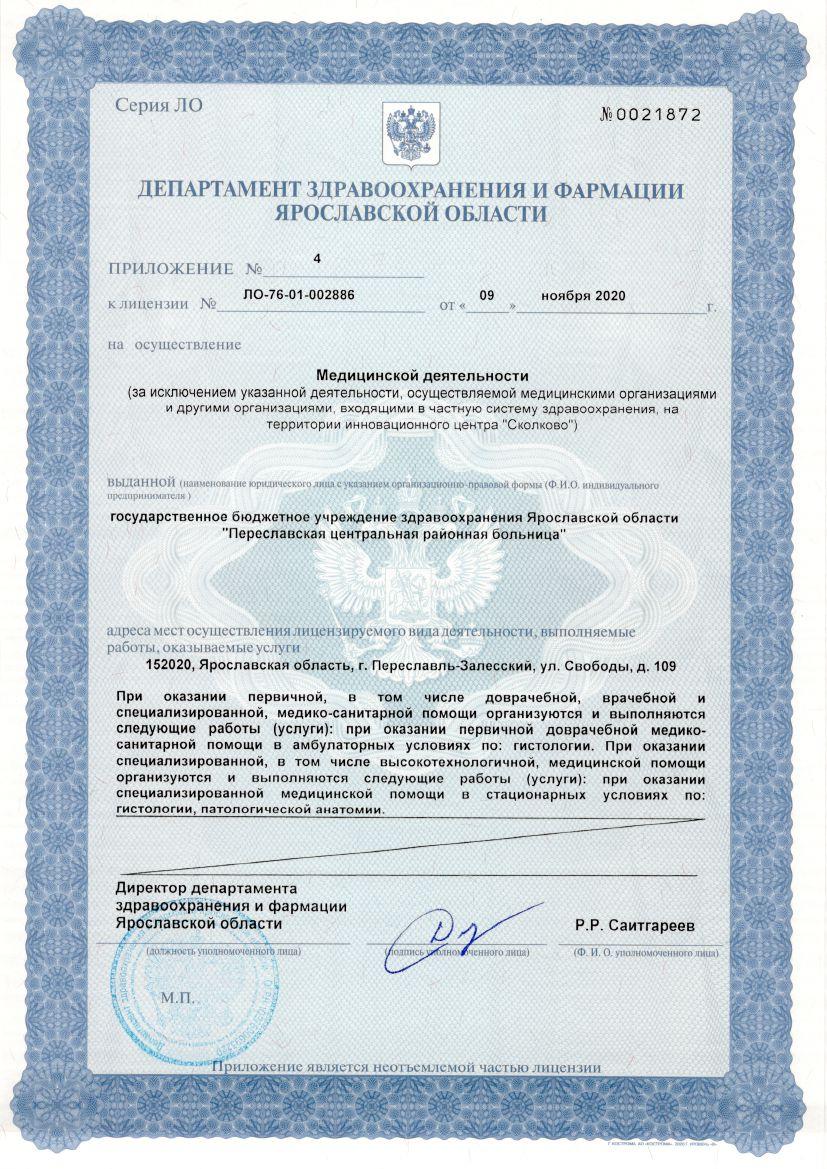 Серия ЛО
№0021872
ДЕПАРТАМЕНТ ЗДРАВООХРАНЕНИЯ И ФАРМАЦИИ
ЯРОСЛАВСКОЙ ОБЛАСТИ
ПРИЛОЖЕНИЕ № 4
к лицензии № ЛО-76-01-002886 от « 09 » ноября 2020 г.
на осуществление
Медицинской деятельности
(за исключением указанной деятельности, осуществляемой медицинскими организациями
и другими организациями, входящими в частную систему здравоохранения, на
территории инновационного центра "Сколково")
выданной (наименование юридического лица с указанием организационно-правовой формы (Ф.И.О. индивидуального
предпринимателя )
государственное бюджетное учреждение здравоохранения Ярославской области
"Переславская центральная районная больница"
адреса мест осуществления лицензируемого вида деятельности, выполняемые
работы, оказываемые услуги
152020, Ярославская область, г. Переславль-Залесский, ул. Свободы, д. 109
При оказании первичной, в том числе доврачебной, врачебной и
специализированной, медико-санитарной помощи организуются и выполняются
следующие работы (услуги): при оказании первичной доврачебной медико-
санитарной помощи в амбулаторных условиях по: гистологии. При оказании
специализированной, в том числе высокотехнологичной, медицинской помощи
организуются и выполняются следующие работы (услуги): при оказании
специализированной медицинской помощи в стационарных условиях по:
гистологии, патологической анатомии.
Директор департамента
здравоохранения и фармации
Ярославской области
Р.Р. Саитгареев
(должность уполномоченного лица)
(подпись уполномоченного лица)
(Ф. И. О. уполномоченного лица)
М.П.
Приложение является неотъемлемой частью лицензии